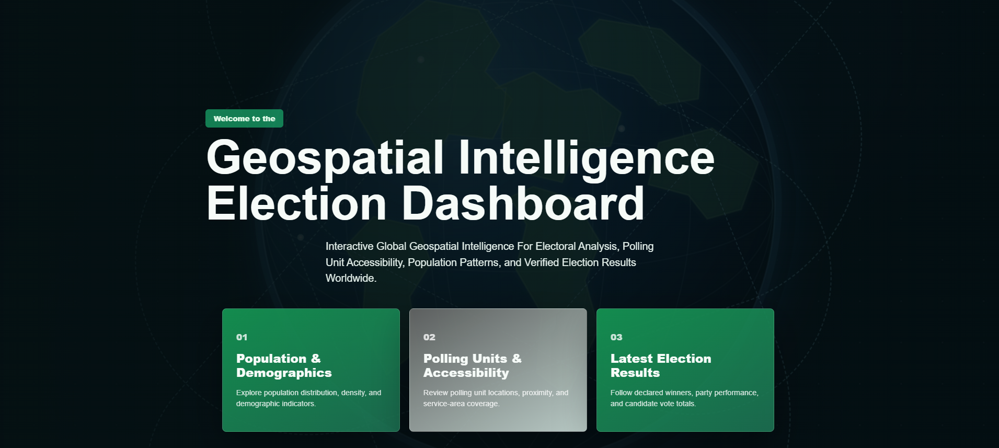 Welcome to the
Geospatial Intelligence
Election Dashboard
Interactive Global Geospatial Intelligence For Electoral Analysis, Polling
Unit Accessibility, Population Patterns, and Verified Election Results
Worldwide.
01
Population &
Demographics
Explore population distribution, density, and
demographic indicators.
02
Polling Units &
Accessibility
Review polling unit locations, proximity, and
service-area coverage.
03
Latest Election
Results
Follow declared winners, party performance,
and candidate vote totals.